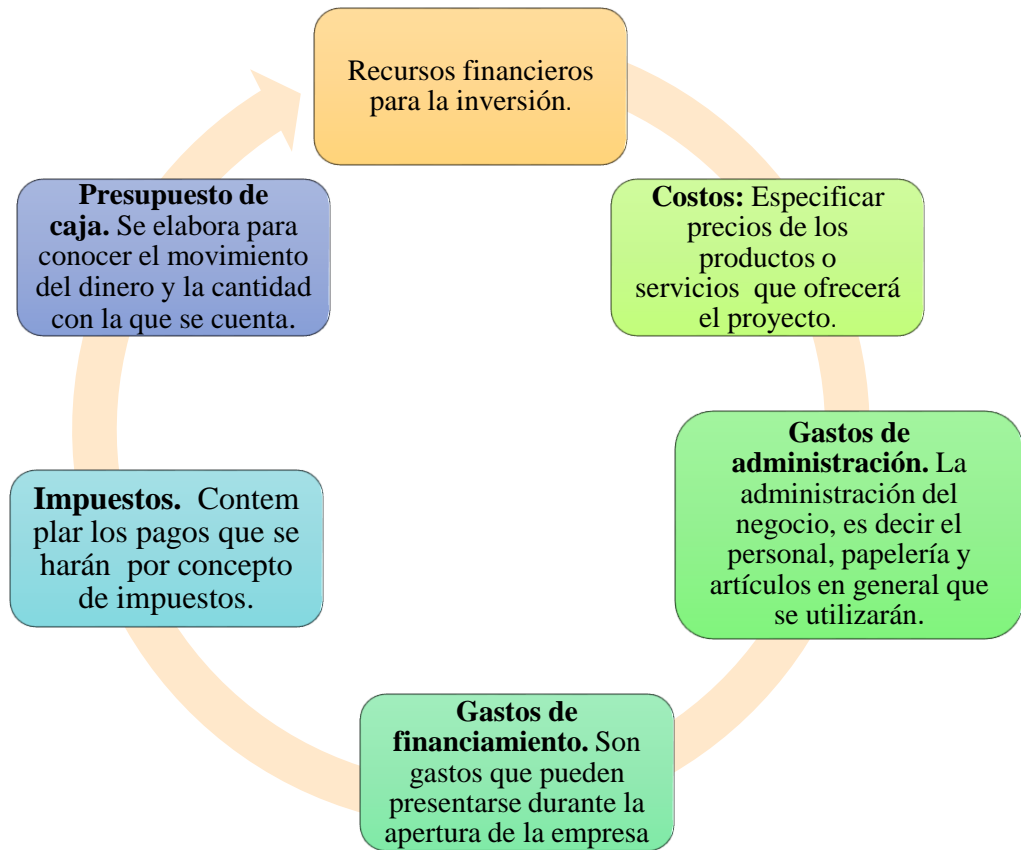 Recursos financieros
para la inversión.
Costos: Especificar
precios de los
productos o
servicios que ofrecerá
el proyecto.
Gastos de
administración. La
administración del
negocio, es decir el
personal, papelería y
artículos en general que
se utilizarán.
Gastos de
financiamiento. Son
gastos que pueden
presentarse durante la
apertura de la empresa
Impuestos. Contem
plar los pagos que se
harán por concepto
de impuestos.
Presupuesto de
caja. Se elabora para
conocer el movimiento
del dinero y la cantidad
con la que se cuenta.